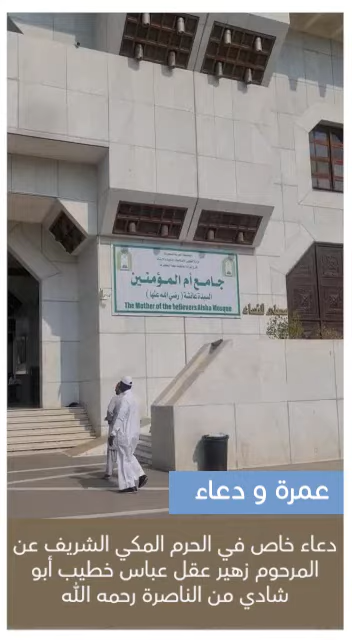 جامع أم المؤمنين
السيدة عائشة ( رضي الله عنها )
The Mother of the believers Aisha Mosque
عمرة و دعاء
دعاء خاص في الحرم المكي الشريف عن
المرحوم زهير عقل عباس خطيب أبو
شادي من الناصرة رحمه الله